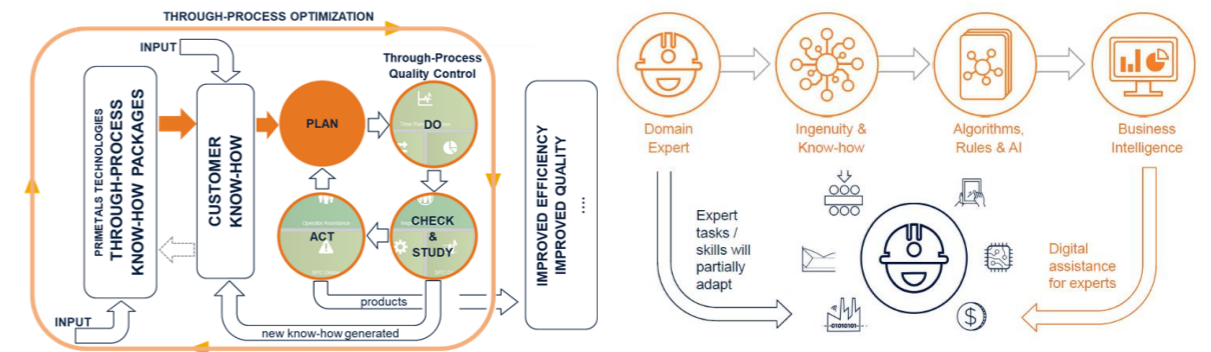 THROUGH-PROCESS OPTIMIZATION
INPUT
Through-Process
Quality Control
PRIMETALS TECHNOLOGIES
THROUGH-PROCESS
KNOW-HOW PACKAGES
CUSTOMER
KNOW-HOW
PLAN
DO
ACT
CHECK
&
STUDY
IMPROVED EFFICIENCY
IMPROVED QUALITY
....
products
new know-how generated
INPUT
Domain
Expert
Ingenuity &
Know-how
Algorithms,
Rules & AI
Business
Intelligence
Expert
tasks /
skills will
partially
adapt
Digital
assistance
for experts
01010101
$